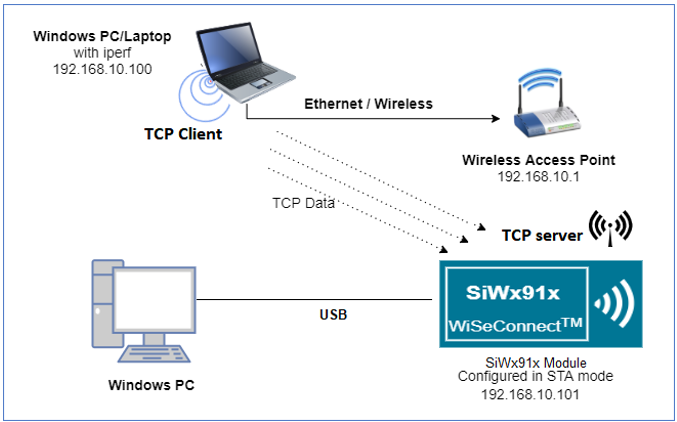 Windows PC/Laptop
with iperf
192.168.10.100
TCP Client
Ethernet / Wireless
Wireless Access Point
192.168.10.1
TCP Data
TCP server
SiWx91x
WiSeConnect™
USB
Windows PC
SiWx91x Module
Configured in STA mode
192.168.10.101